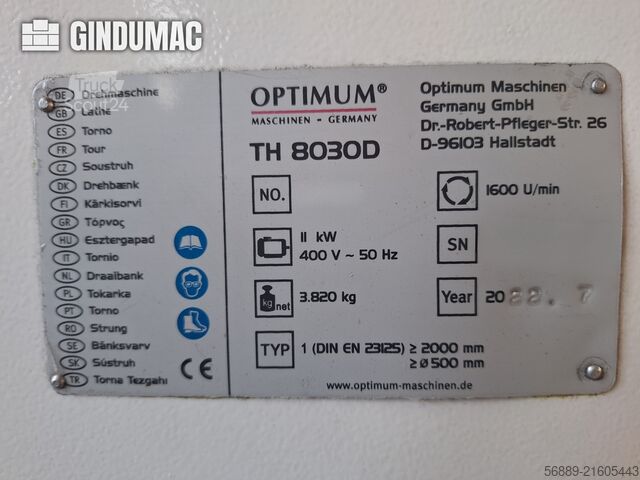 GINDUMAC
Truck
Scout24
DE Drehmaschine
GB Lathe
ES Torno
FR Tour
CZ Soustruh
DK Drehbænk
FI Kärkisorvi
GR Τόρνος
HU Esztergapad
IT Tornio
NL Draaibank
PL Tokarka
PT Torno
RO Strung
SE Bänksvarv
SK Sústruh
TR Torna Tezgahı
CE
OPTIMUM®
MASCHINEN - GERMANY
TH 8030D
Optimum Maschinen
Germany GmbH
Dr.-Robert-Pfleger-Str. 26
D-96103 Hallstadt
NO.
1600 U/min
11 kW
400 V ~ 50 Hz
SN
kg net 3.820 kg
Year 2022. 7
TYP 1 (DIN EN 23125) ≥ 2000 mm
≥ ø 500 mm
www.optimum-maschinen.de
56889-21605443